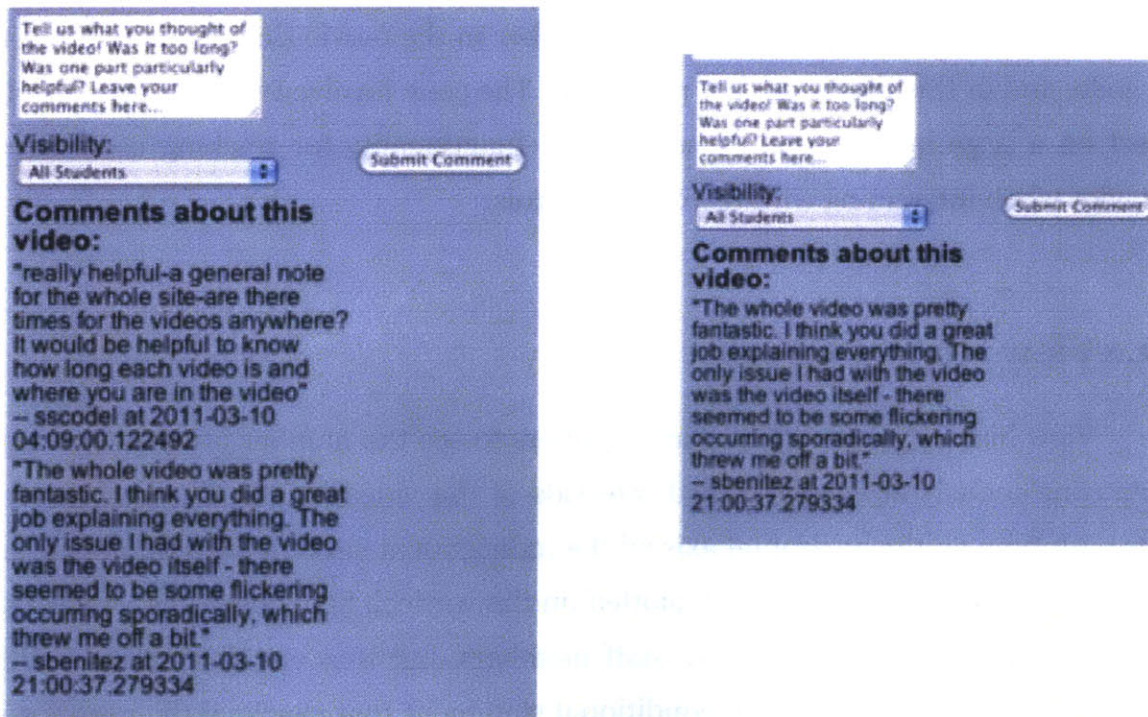 Tell us what you thought of
the video! Was it too long?
Was one part particularly
helpful? Leave your
comments here...
Visibility:
All Students
Submit Comment
Comments about this
video:
"really helpful-a general note
for the whole site-are there
times for the videos anywhere?
It would be helpful to know
how long each video is and
where you are in the video"
-- sscodel at 2011-03-10
04:09:00.122492
"The whole video was pretty
fantastic. I think you did a great
job explaining everything. The
only issue I had with the video
was the video itself - there
seemed to be some flickering
occurring sporadically, which
threw me off a bit."
-- sbenitez at 2011-03-10
21:00:37.279334
Tell us what you thought of
the video! Was it too long?
Was one part particularly
helpful? Leave your
comments here...
Visibility:
All Students
Submit Comment
Comments about this
video:
"The whole video was pretty
fantastic. I think you did a great
job explaining everything. The
only issue I had with the video
was the video itself - there
seemed to be some flickering
occurring sporadically, which
threw me off a bit."
-- sbenitez at 2011-03-10
21:00:37.279334